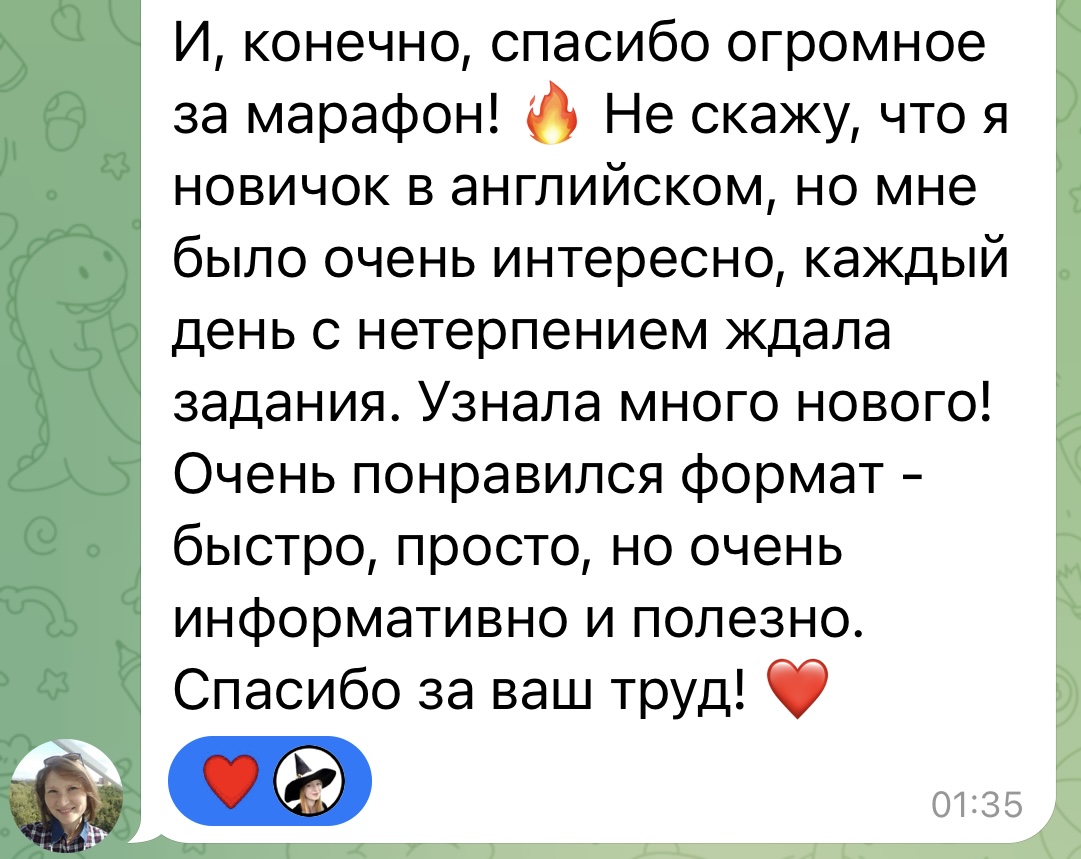 И, конечно, спасибо огромное
за марафон! 🔥 Не скажу, что я
новичок в английском, но мне
было очень интересно, каждый
день с нетерпением ждала
задания. Узнала много нового!
Очень понравился формат -
быстро, просто, но очень
информативно и полезно.
Спасибо за ваш труд! ❤️
01:35